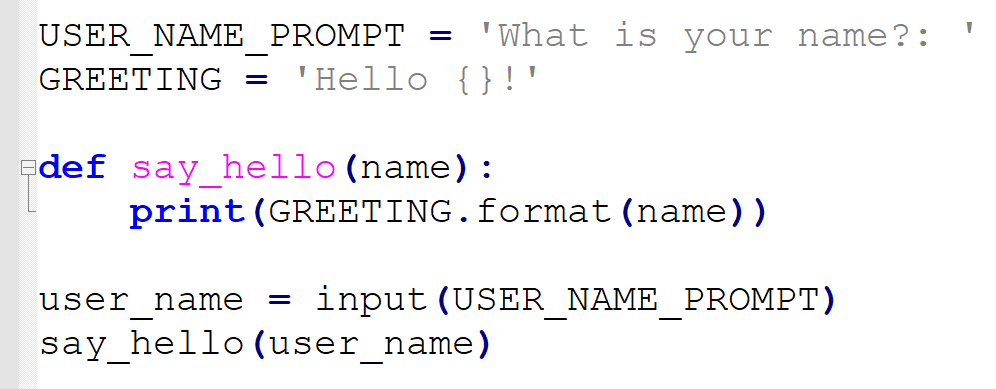 USER_NAME_PROMPT = 'What is your name?: '
GREETING = 'Hello {}!'
def say_hello(name):
    print(GREETING.format(name))
user_name = input(USER_NAME_PROMPT)
say_hello(user_name)